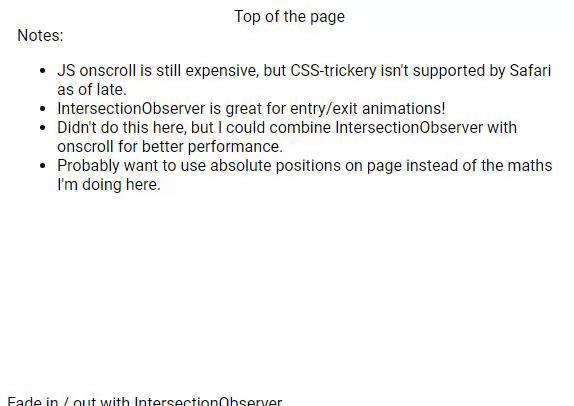 Top of the page
Notes:
JS onscroll is still expensive, but CSS-trickery isn't supported by Safari
as of late.
IntersectionObserver is great for entry/exit animations!
Didn't do this here, but I could combine IntersectionObserver with
onscroll for better performance.
Probably want to use absolute positions on page instead of the maths
I'm doing here.
Fade in / out with IntersectionObserver